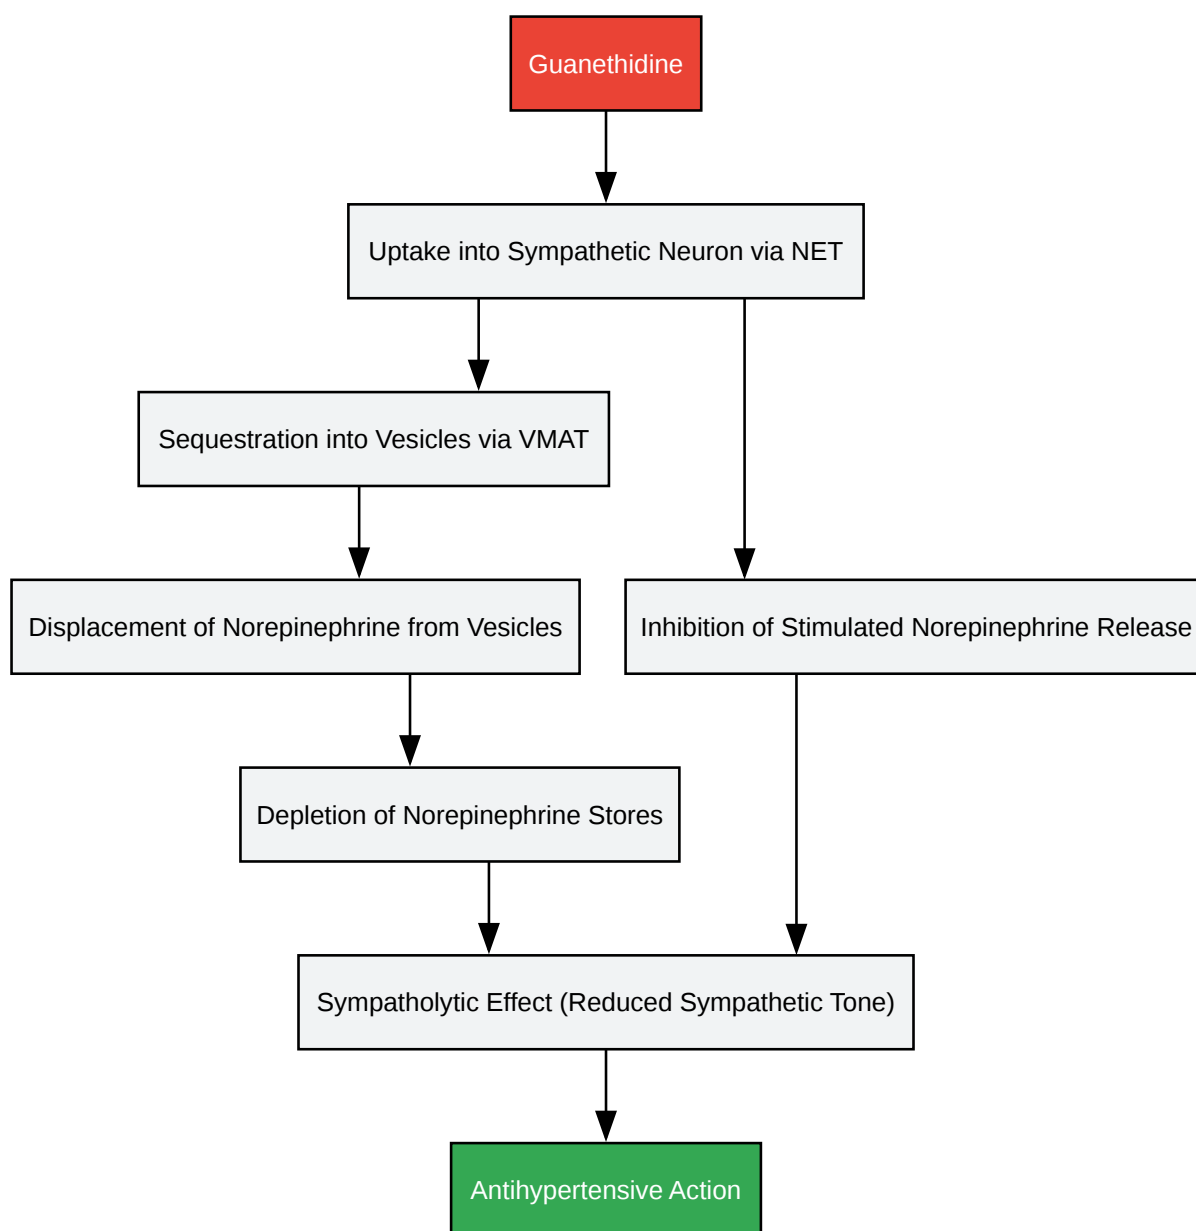 Guanethidine
Uptake into Sympathetic Neuron via NET
Sequestration into Vesicles via VMAT
Displacement of Norepinephrine from Vesicles
Inhibition of Stimulated Norepinephrine Release
Depletion of Norepinephrine Stores
Sympatholytic Effect (Reduced Sympathetic Tone)
Antihypertensive Action